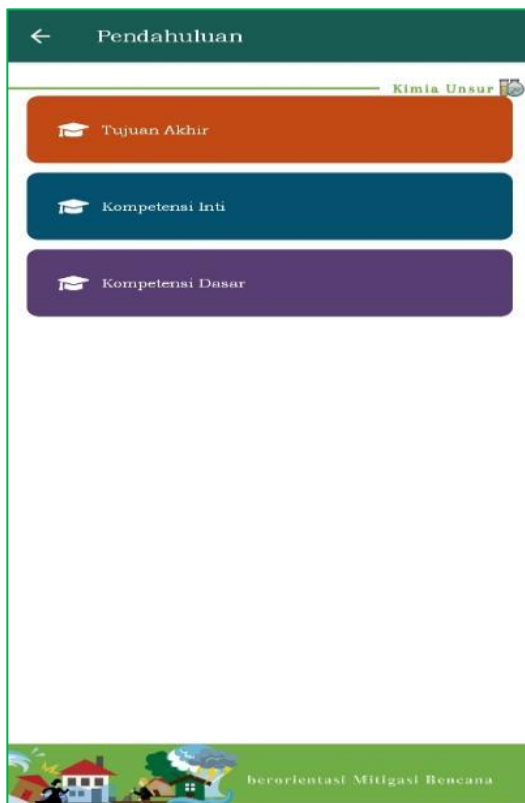 Pendahuluan
Kimia Unsur
Tujuan Akhir
Kompetensi Inti
Kompetensi Dasar
berorientasi Mitigasi Bencana